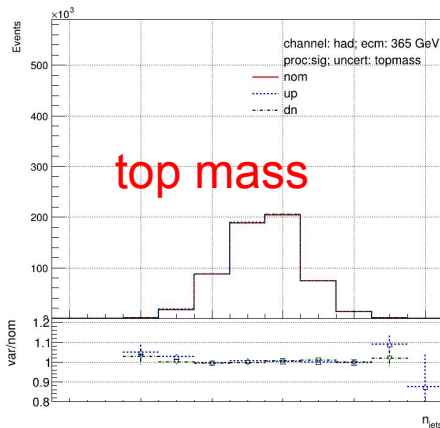 ×10³
Events
channel: had; ecm: 365 GeV
proc:sig; uncert: topmass
nom
up
dn
500
400
300
200
100
top mass
var/nom
1.2
1.1
1
0.9
0.8
n_jets